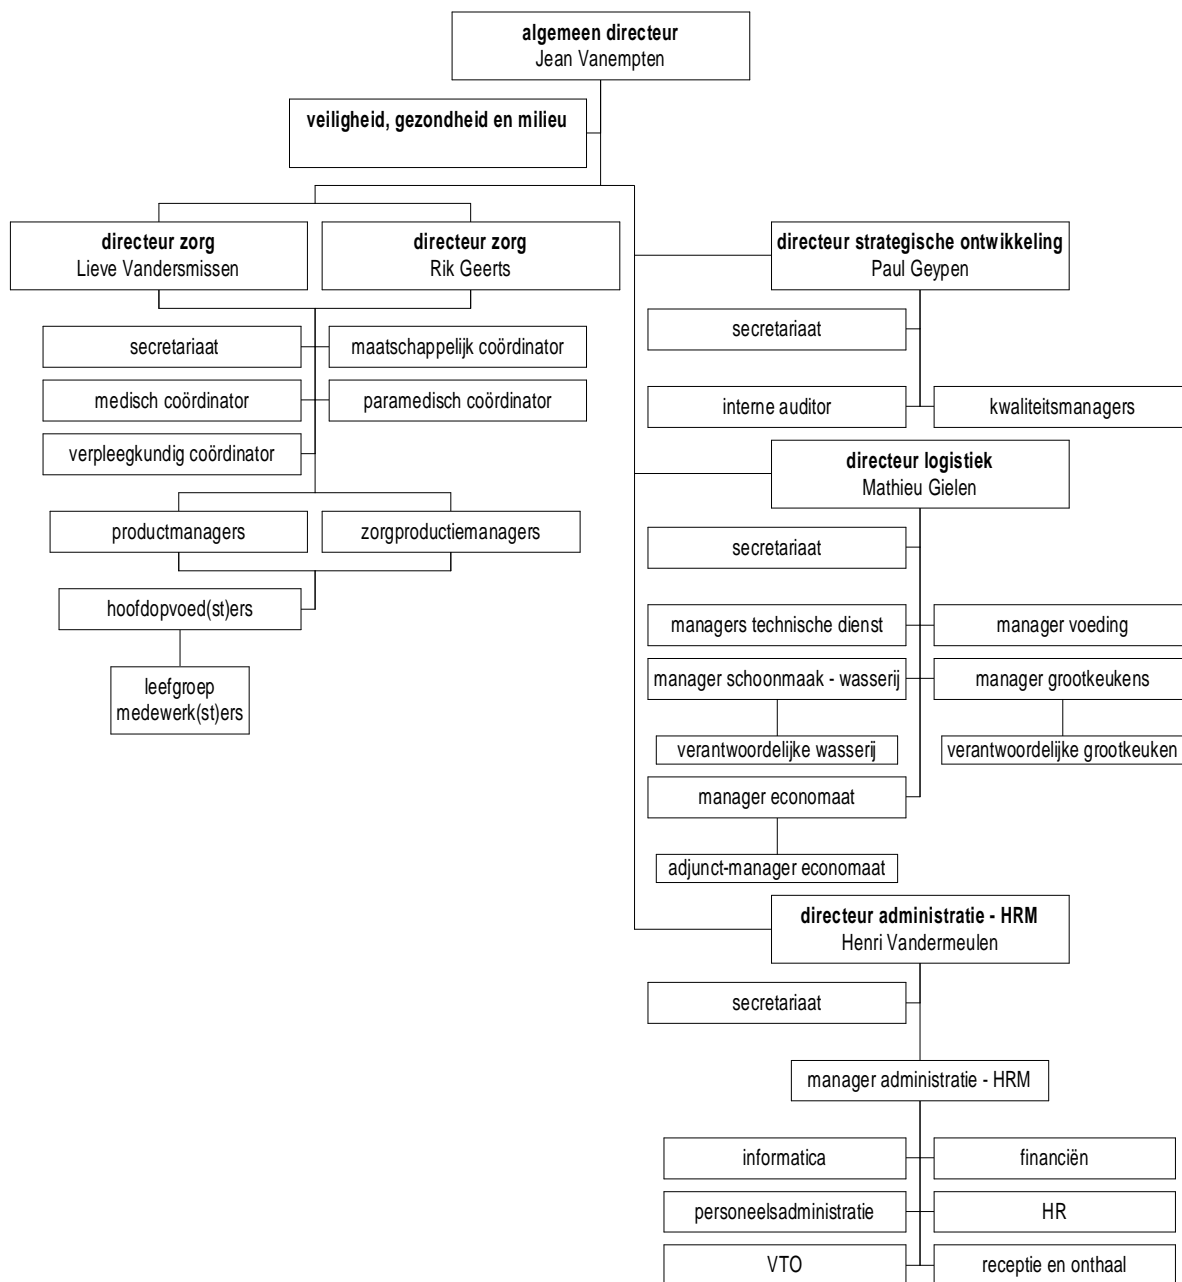 algemeen directeur
Jean Vanempten
veiligheid, gezondheid en milieu
directeur zorg
Lieve Vandersmissen
directeur zorg
Rik Geerts
secretariaat
maatschappelijk coördinator
medisch coördinator
paramedisch coördinator
verpleegkundig coördinator
productmanagers
zorgproductiemanagers
hoofdopvoed(st)ers
leefgroep
medewerk(st)ers
directeur strategische ontwikkeling
Paul Geypen
secretariaat
interne auditor
kwaliteitsmanagers
directeur logistiek
Mathieu Gielen
secretariaat
managers technische dienst
manager voeding
manager schoonmaak - wasserij
manager grootkeukens
verantwoordelijke wasserij
verantwoordelijke grootkeuken
manager economaat
adjunct-manager economaat
directeur administratie - HRM
Henri Vandermeulen
secretariaat
manager administratie - HRM
informatica
financiën
personeelsadministratie
HR
VTO
receptie en onthaal